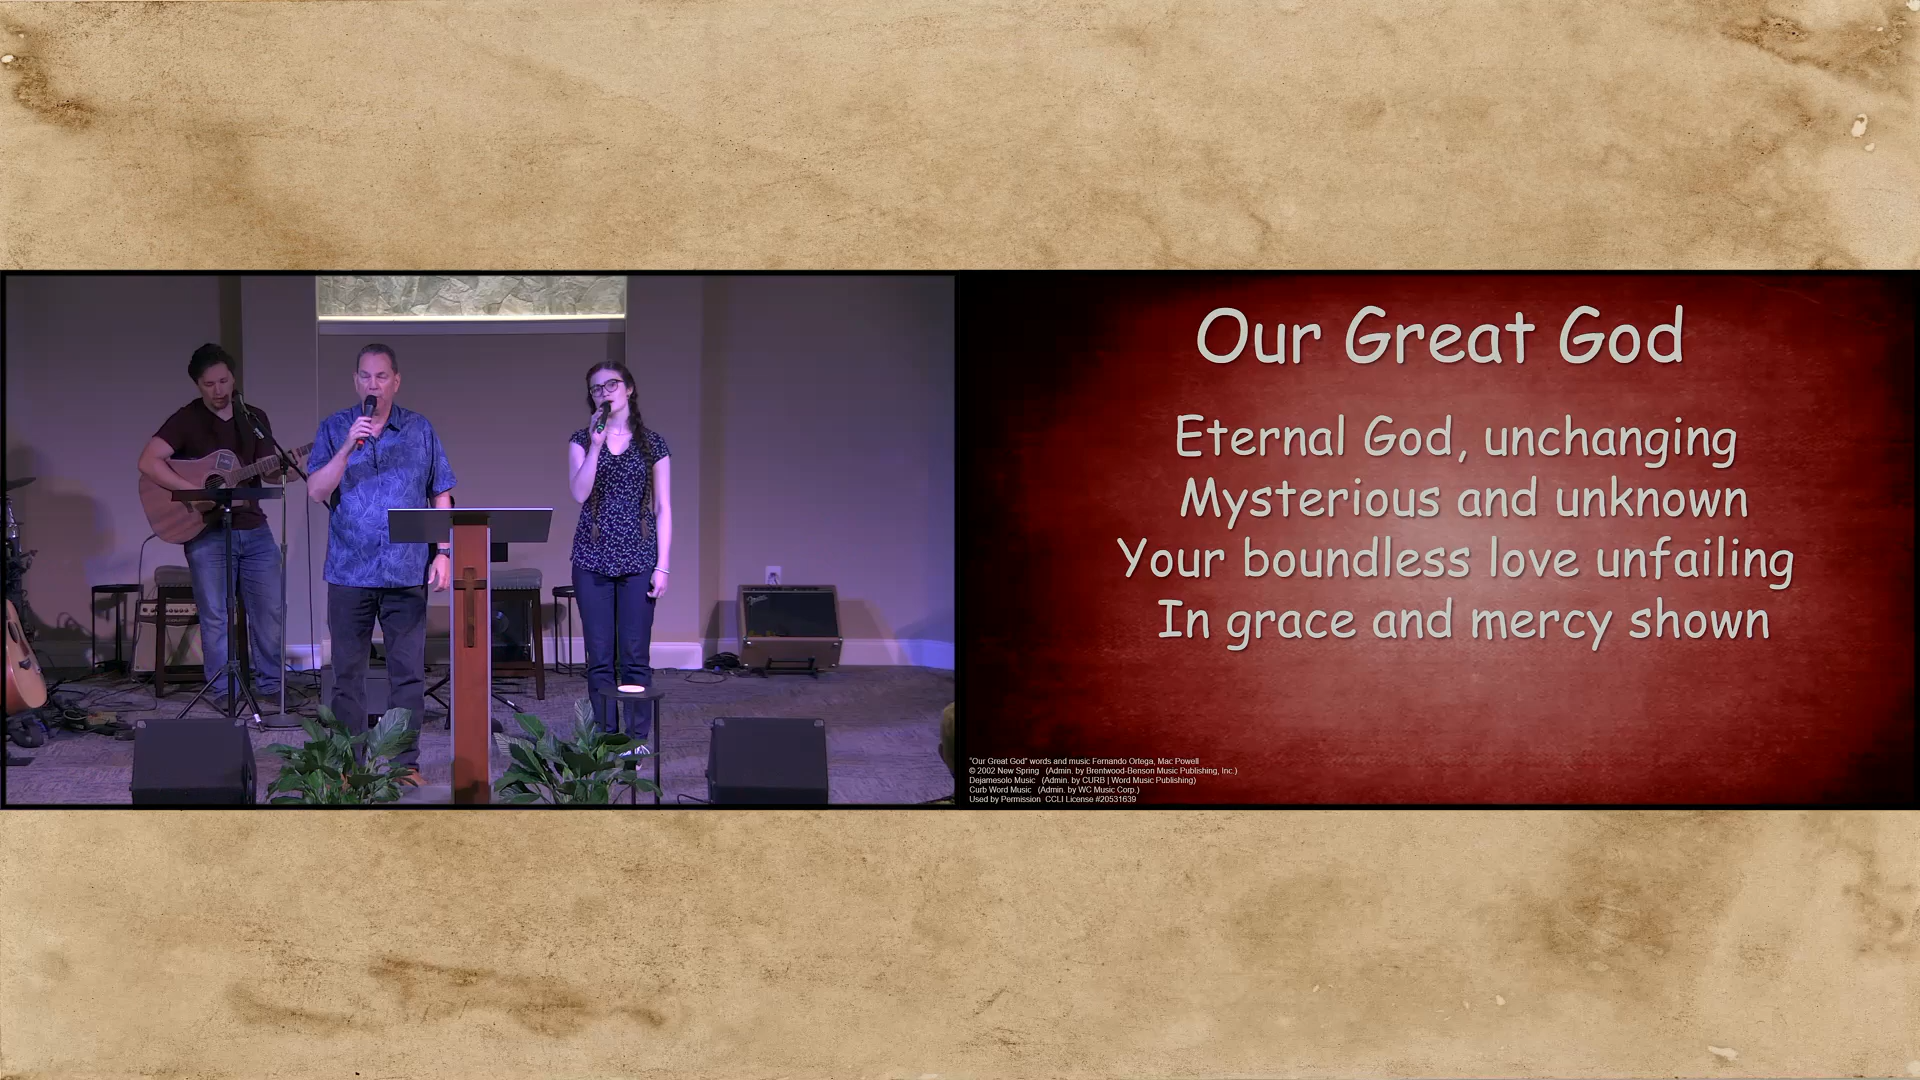 Our Great God
Eternal God, unchanging
Mysterious and unknown
Your boundless love unfailing
In grace and mercy shown
"Our Great God" words and music Fernando Ortega, Mac Powell
© 2002 New Spring (Admin. by Brentwood-Benson Music Publishing, Inc.)
Dejamesolo Music (Admin. by CURB | Word Music Publishing)
Curb Word Music (Admin. by WC Music Corp.)
Used by Permission CCLI License #20531639